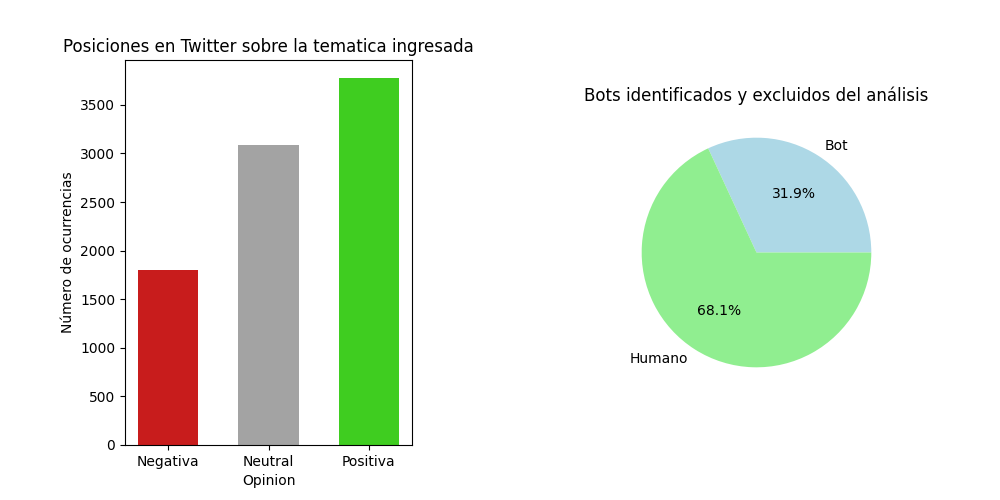 Posiciones en Twitter sobre la tematica ingresada
Número de ocurrencias
3500
3000
2500
2000
1500
1000
500
0
Negativa
Neutral
Positiva
Opinion
Bots identificados y excluidos del análisis
Bot
31.9%
68.1%
Humano